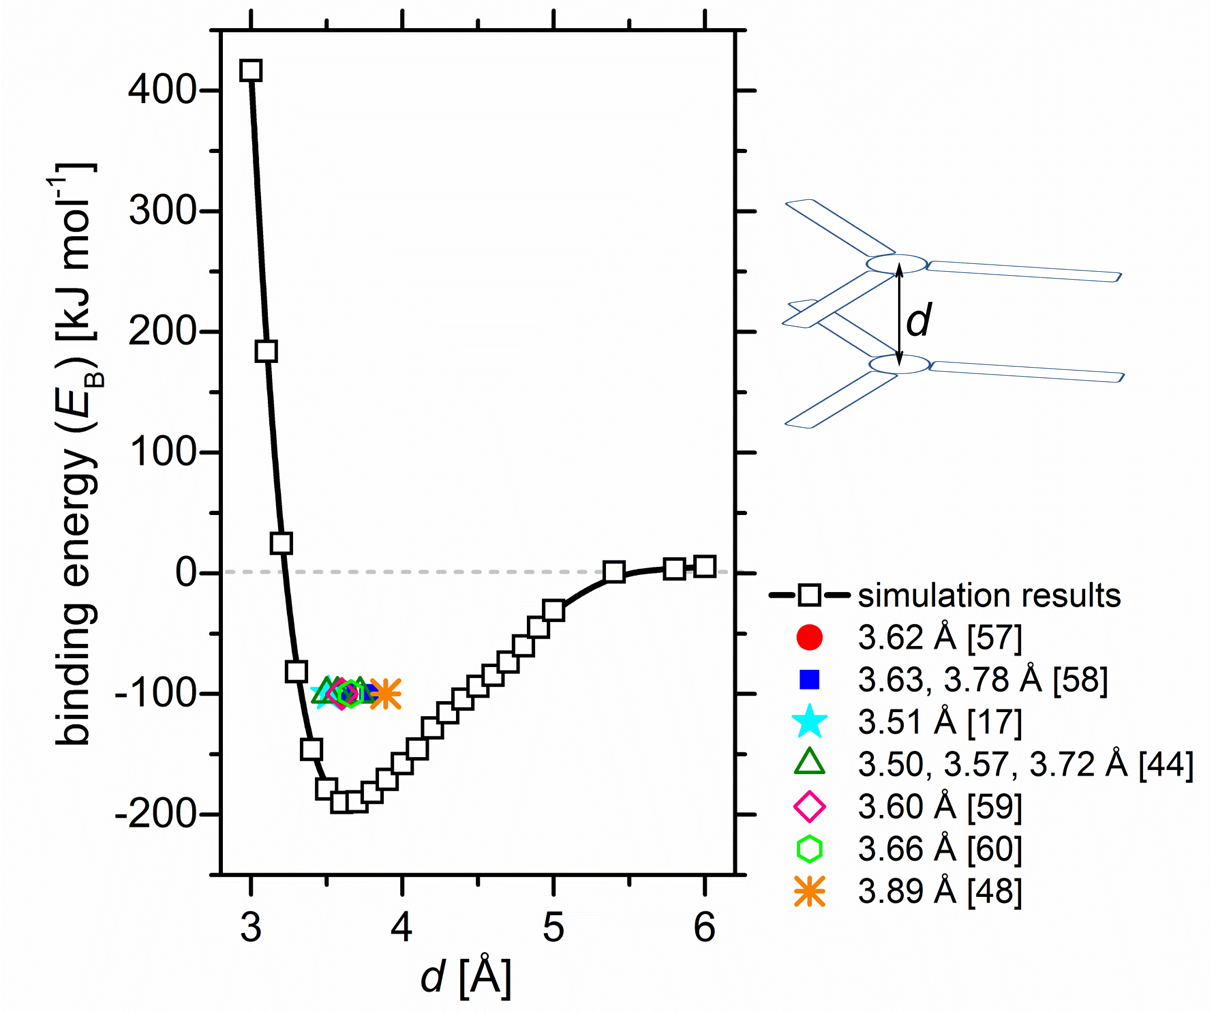 400
300
200
100
0
-100
-200
binding energy (E_B) [kJ mol⁻¹]
3 4 5 6
d [Å]
d
simulation results
3.62 Å [57]
3.63, 3.78 Å [58]
3.51 Å [17]
3.50, 3.57, 3.72 Å [44]
3.60 Å [59]
3.66 Å [60]
3.89 Å [48]